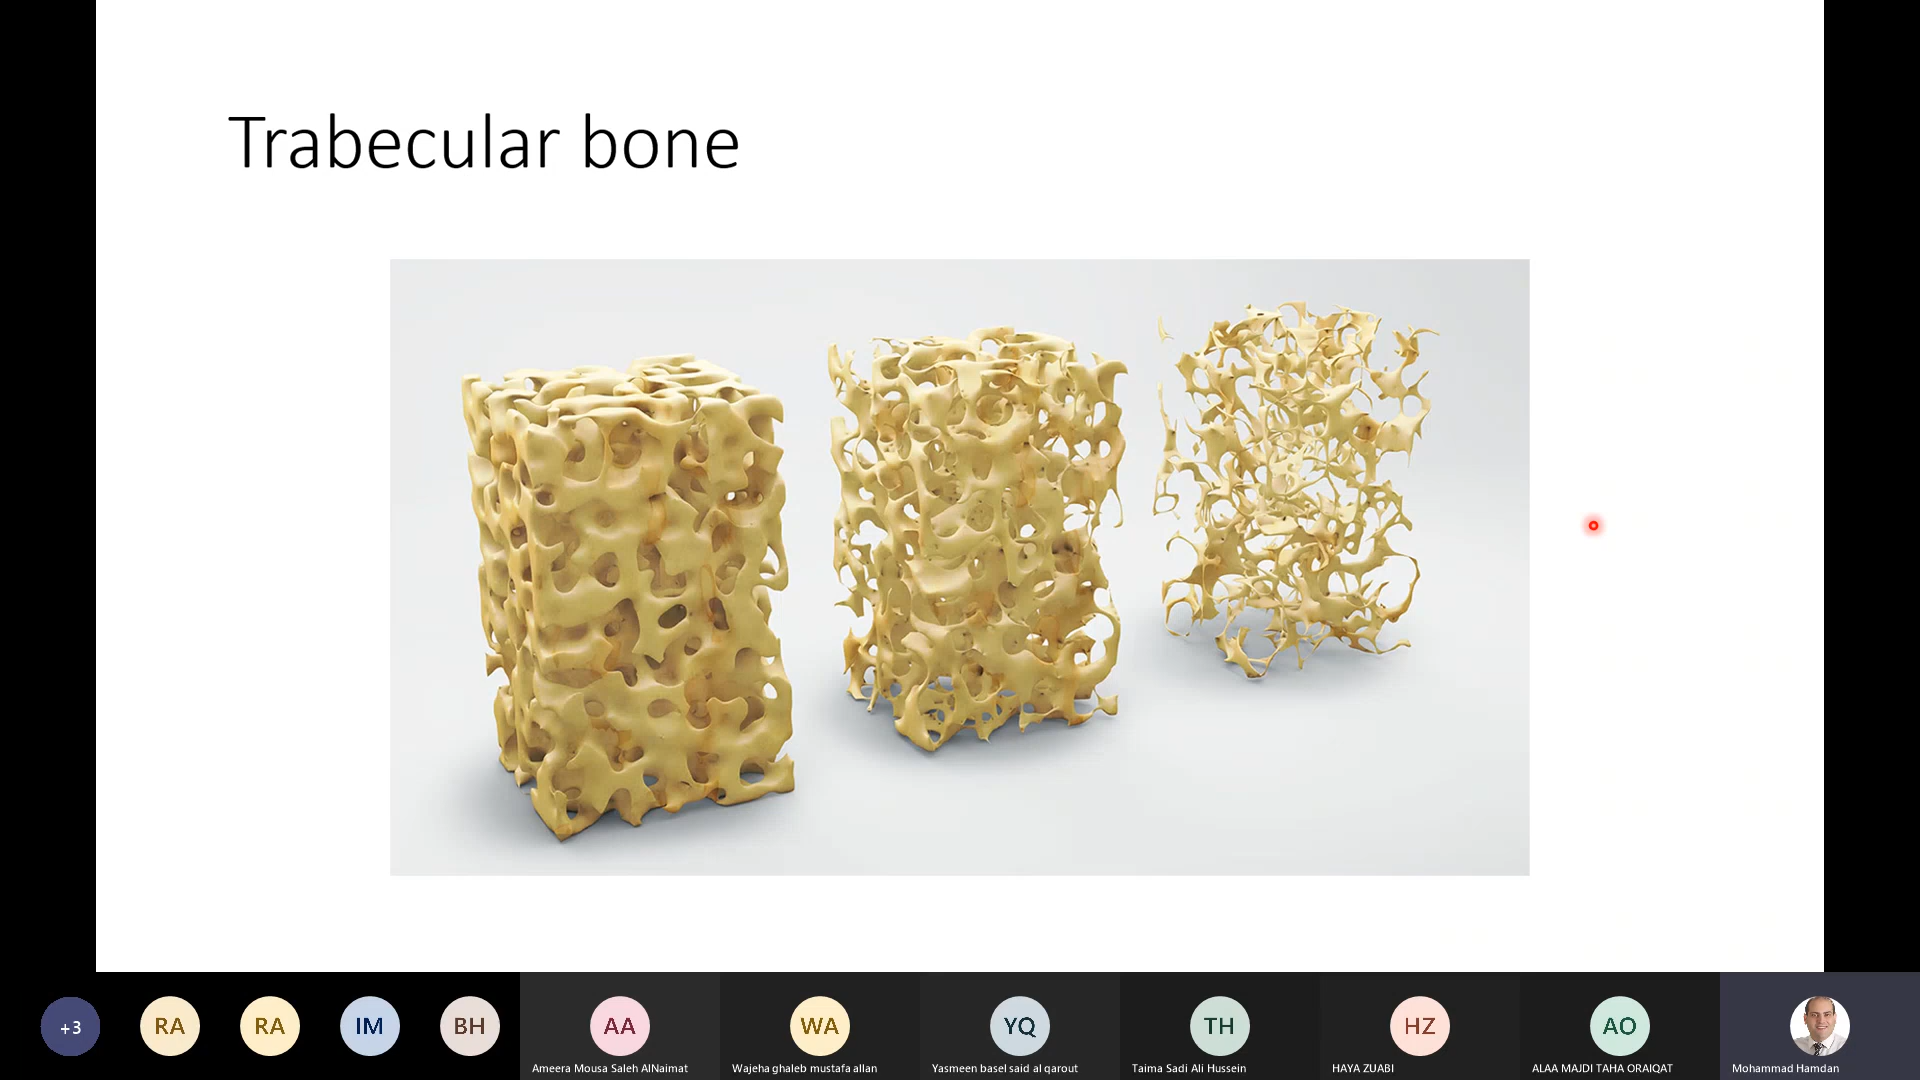 Trabecular bone
+3
RA
RA
IM
BH
AA
WA
YQ
TH
HZ
AO
Ameera Mousa Saleh AlNaimat
Wajeha ghaleb mustafa allan
Yasmeen basel said al qarout
Taima Sadi Ali Hussein
HAYA ZUABI
ALAA MAJDI TAHA ORAIQAT
Mohammad Hamdan